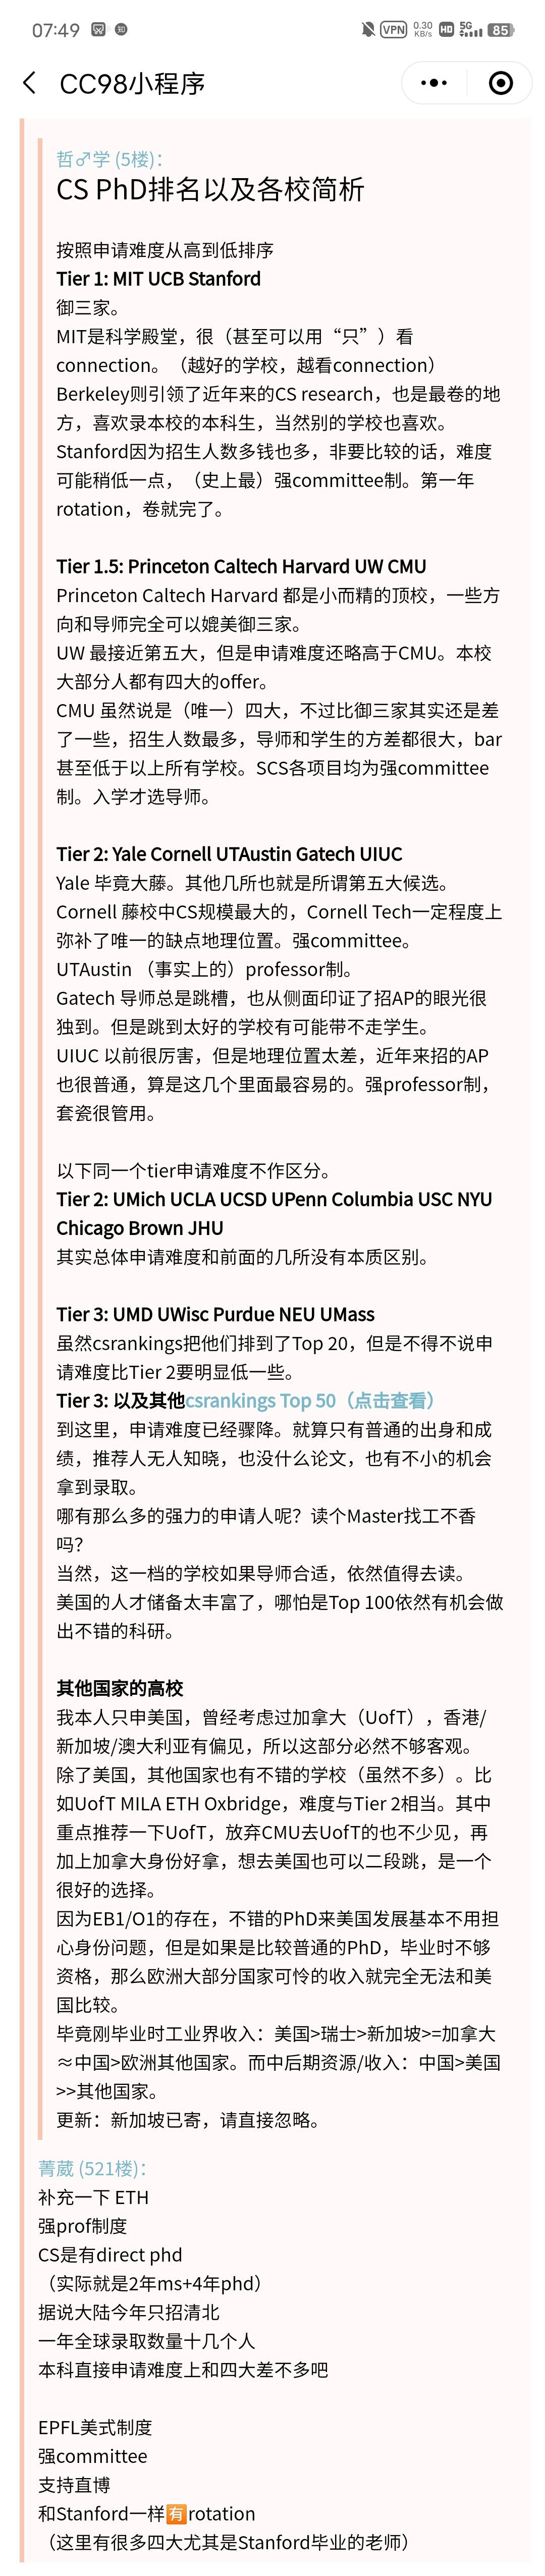 07:49
VPN
0.30
KB/s
HD
5G
85
CC98小程序
哲♂学 (5楼):
CS PhD排名以及各校简析
按照申请难度从高到低排序
Tier 1: MIT UCB Stanford
御三家。
MIT是科学殿堂，很（甚至可以用“只”）看
connection。（越好的学校，越看connection）
Berkeley则引领了近年来的CS research，也是最卷的地
方，喜欢录本校的本科生，当然别的学校也喜欢。
Stanford因为招生人数多钱也多，非要比较的话，难度
可能稍低一点，（史上最）强committee制。第一年
rotation，卷就完了。
Tier 1.5: Princeton Caltech Harvard UW CMU
Princeton Caltech Harvard 都是小而精的顶校，一些方
向和导师完全可以媲美御三家。
UW 最接近第五大，但是申请难度还略高于CMU。本校
大部分人都有四大的offer。
CMU 虽然说是（唯一）四大，不过比御三家其实还是差
了一些，招生人数最多，导师和学生的方差都很大，bar
甚至低于以上所有学校。SCS各项目均为强committee
制。入学才选导师。
Tier 2: Yale Cornell UTAustin Gatech UIUC
Yale 毕竟大藤。其他几所也就是所谓第五大候选。
Cornell 藤校中CS规模最大的，Cornell Tech一定程度上
弥补了唯一的缺点地理位置。强committee。
UTAustin （事实上的）professor制。
Gatech 导师总是跳槽，也从侧面印证了招AP的眼光很
独到。但是跳到太好的学校有可能带不走学生。
UIUC 以前很厉害，但是地理位置太差，近年来招的AP
也很普通，算是这几个里面最容易的。强professor制，
套瓷很管用。
以下同一个tier申请难度不作区分。
Tier 2: UMich UCLA UCSD UPenn Columbia USC NYU
Chicago Brown JHU
其实总体申请难度和前面的几所没有本质区别。
Tier 3: UMD UWisc Purdue NEU UMass
虽然csrankings把他们排到了Top 20，但是不得不说申
请难度比Tier 2要明显低一些。
Tier 3: 以及其他csrankings Top 50（点击查看）
到这里，申请难度已经骤降。就算只有普通的出身和成
绩，推荐人无人知晓，也没什么论文，也有不小的机会
拿到录取。
哪有那么多的强力的申请人呢？读个Master找工不香
吗？
当然，这一档的学校如果导师合适，依然值得去读。
美国的人才储备太丰富了，哪怕是Top 100依然有机会做
出不错的科研。
其他国家的高校
我本人只申美国，曾经考虑过加拿大（UofT），香港/
新加坡/澳大利亚有偏见，所以这部分必然不够客观。
除了美国，其他国家也有不错的学校（虽然不多）。比
如UofT MILA ETH Oxbridge，难度与Tier 2相当。其中
重点推荐一下UofT，放弃CMU去UofT的也不少见，再
加上加拿大身份好拿，想去美国也可以二段跳，是一个
很好的选择。
因为EB1/O1的存在，不错的PhD来美国发展基本不用担
心身份问题，但是如果是比较普通的PhD，毕业时不够
资格，那么欧洲大部分国家可怜的收入就完全无法和美
国比较。
毕竟刚毕业时工业界收入：美国>瑞士>新加坡>=加拿大
≈中国>欧洲其他国家。而中后期资源/收入：中国>美国
>>其他国家。
更新：新加坡已寄，请直接忽略。
菁葳 (521楼):
补充一下 ETH
强prof制度
CS是有direct phd
（实际就是2年ms+4年phd）
据说大陆今年只招清北
一年全球录取数量十几个人
本科直接申请难度上和四大差不多吧
EPFL美式制度
强committee
支持直博
和Stanford一样🈶rotation
（这里有很多四大尤其是Stanford毕业的老师）